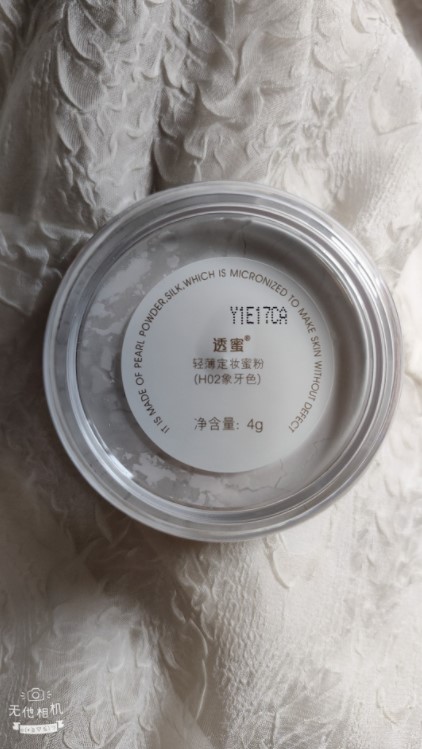 IT IS MADE OF PEARL POWDER,SILK,WHICH IS MICRONIZED TO MAKE SKIN WITHOUT DEFECT
Y1E17CA
透蜜®
轻薄定妆蜜粉
(H02象牙色)
净含量: 4g
无他相机